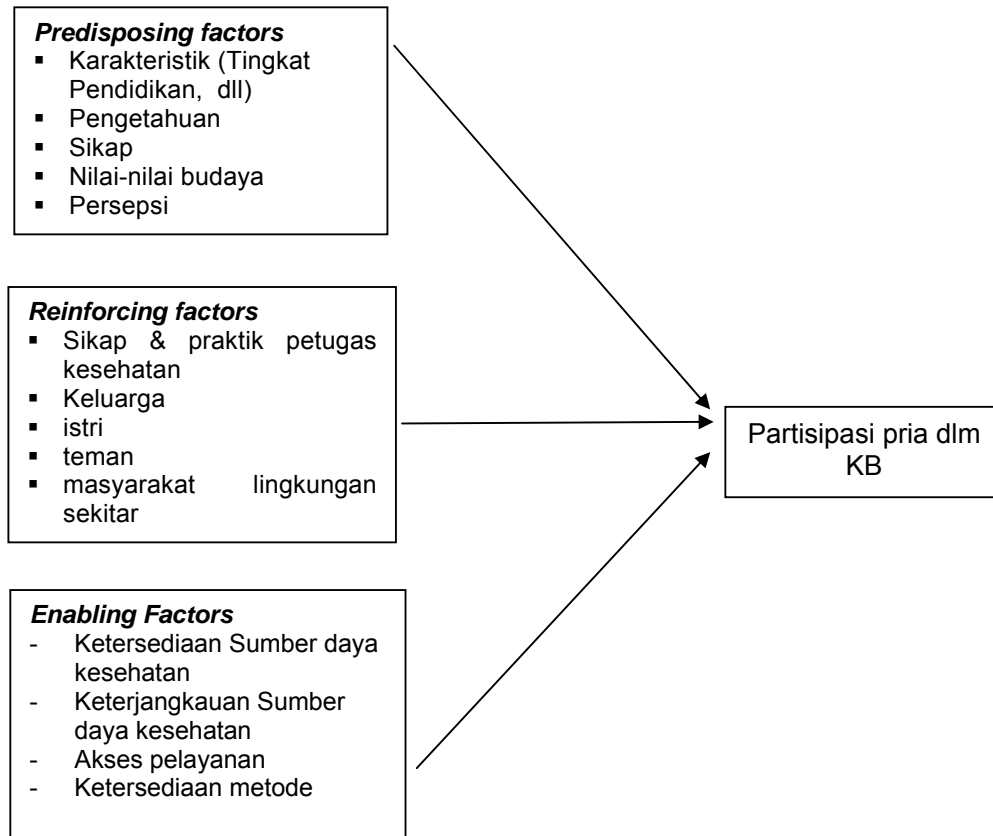 Predisposing factors
▪ Karakteristik (Tingkat
Pendidikan, dll)
▪ Pengetahuan
▪ Sikap
▪ Nilai-nilai budaya
▪ Persepsi
Reinforcing factors
▪ Sikap & praktik petugas
kesehatan
▪ Keluarga
▪ istri
▪ teman
▪ masyarakat lingkungan
sekitar
Enabling Factors
- Ketersediaan Sumber daya
kesehatan
- Keterjangkauan Sumber
daya kesehatan
- Akses pelayanan
- Ketersediaan metode
Partisipasi pria dlm
KB